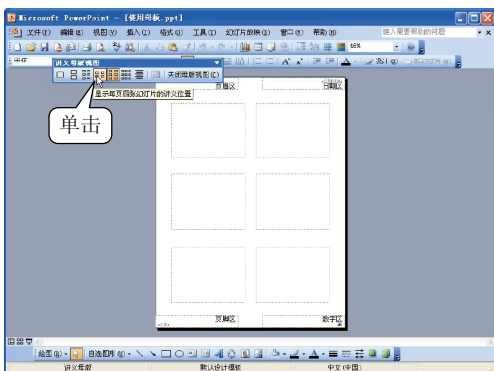 Microsoft PowerPoint - [使用母板.ppt]
文件(F) 编辑(E) 视图(V) 插入(I) 格式(O) 工具(T) 幻灯片放映(D) 窗口(W) 帮助(H) 键入需要帮助的问题
66%
宋体
讲义母版视图
关闭母版视图(C)
显示每页四张幻灯片的讲义位置
单击
页眉区 日期区
页脚区 数字区
绘图(R) 自选图形(U)
讲义母版 默认设计模板 中文(中国)